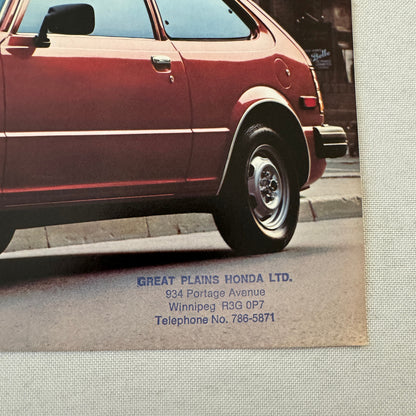 GREAT PLAINS HONDA LTD.
934 Portage Avenue
Winnipeg R3G 0P7
Telephone No. 786-5871